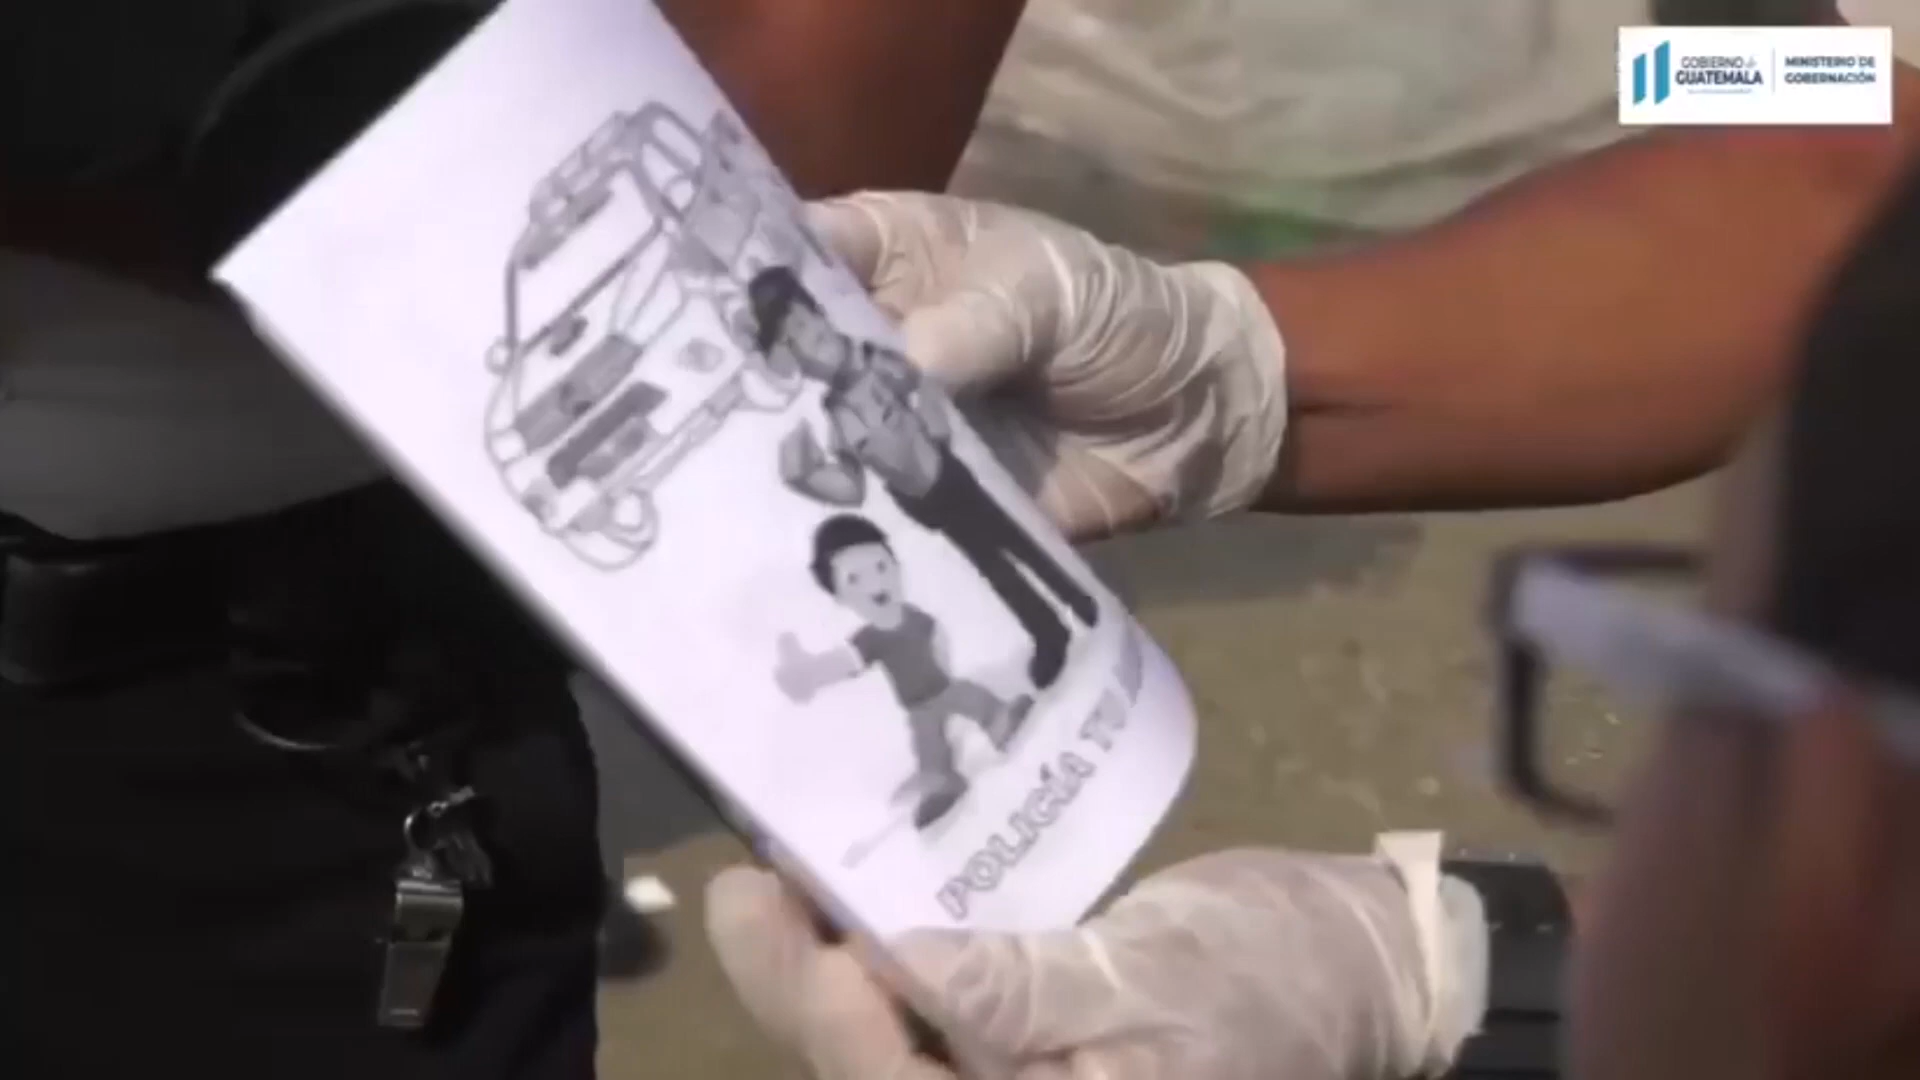 GOBIERNO de
GUATEMALA
MINISTERIO DE
GOBERNACIÓN
POLICÍA TU